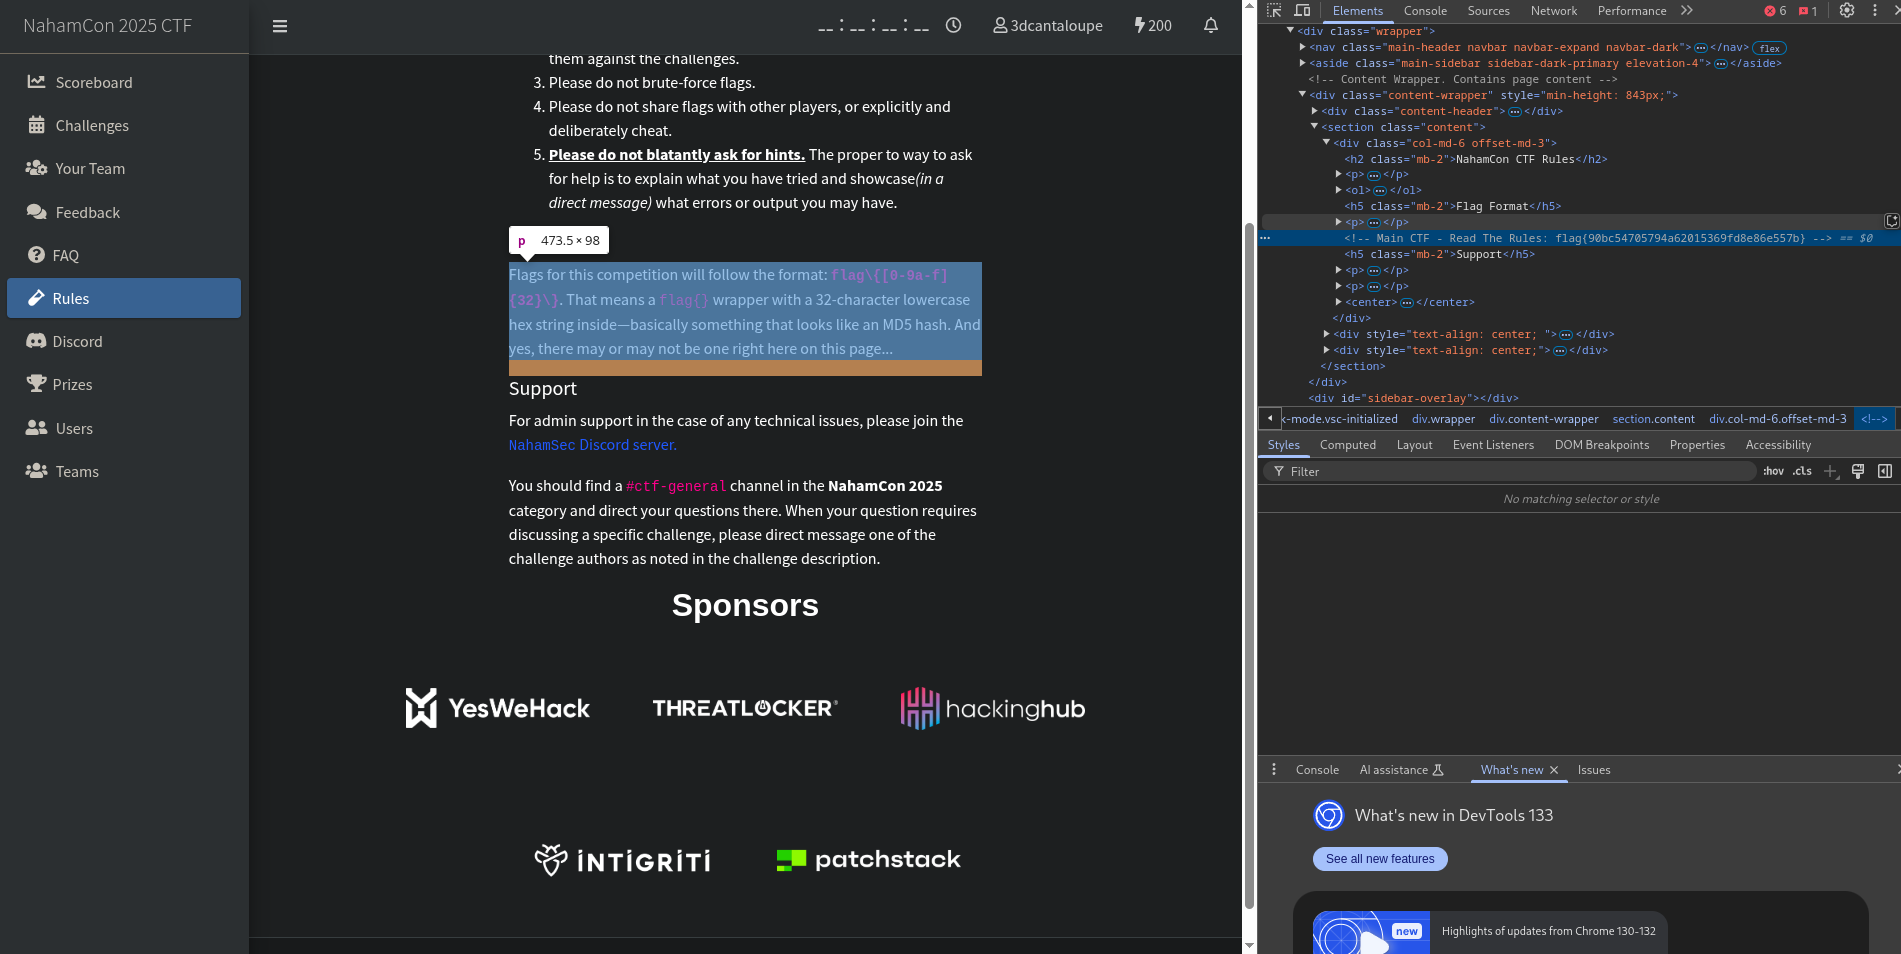 NahamCon 2025 CTF
Scoreboard
Challenges
Your Team
Feedback
FAQ
Rules
Discord
Prizes
Users
Teams
__ : __ : __ : __
3dcantaloupe
200
them against the challenges.
3. Please do not brute-force flags.
4. Please do not share flags with other players, or explicitly and
deliberately cheat.
5. Please do not blatantly ask for hints. The proper to way to ask
for help is to explain what you have tried and showcase(in a
direct message) what errors or output you may have.
p 473.5 × 98
Flags for this competition will follow the format: flag\{[0-9a-f]
{32}\}. That means a flag{} wrapper with a 32-character lowercase
hex string inside—basically something that looks like an MD5 hash. And
yes, there may or may not be one right here on this page...
Support
For admin support in the case of any technical issues, please join the
NahamSec Discord server.
You should find a #ctf-general channel in the NahamCon 2025
category and direct your questions there. When your question requires
discussing a specific challenge, please direct message one of the
challenge authors as noted in the challenge description.
Sponsors
YesWeHack
THREATLOCKER
hackinghub
INTIGRITI
patchstack
Elements Console Sources Network Performance 6 1
<div class="wrapper">
<nav class="main-header navbar navbar-expand navbar-dark">…</nav> flex
<aside class="main-sidebar sidebar-dark-primary elevation-4">…</aside>
<!-- Content Wrapper. Contains page content -->
<div class="content-wrapper" style="min-height: 843px;">
<div class="content-header">…</div>
<section class="content">
<div class="col-md-6 offset-md-3">
<h2 class="mb-2">NahamCon CTF Rules</h2>
<p>…</p>
<ol>…</ol>
<h5 class="mb-2">Flag Format</h5>
<p>…</p>
<!-- Main CTF - Read The Rules: flag{90bc54705794a62015369fd8e86e557b} --> == $0
<h5 class="mb-2">Support</h5>
<p>…</p>
<p>…</p>
<center>…</center>
</div>
<div style="text-align: center; ">…</div>
<div style="text-align: center;">…</div>
</section>
</div>
<div id="sidebar-overlay"></div>
-mode.vsc-initialized div.wrapper div.content-wrapper section.content div.col-md-6.offset-md-3 <!-->
Styles Computed Layout Event Listeners DOM Breakpoints Properties Accessibility
Filter :hov .cls
No matching selector or style
Console AI assistance What's new Issues
What's new in DevTools 133
See all new features
new
Highlights of updates from Chrome 130-132